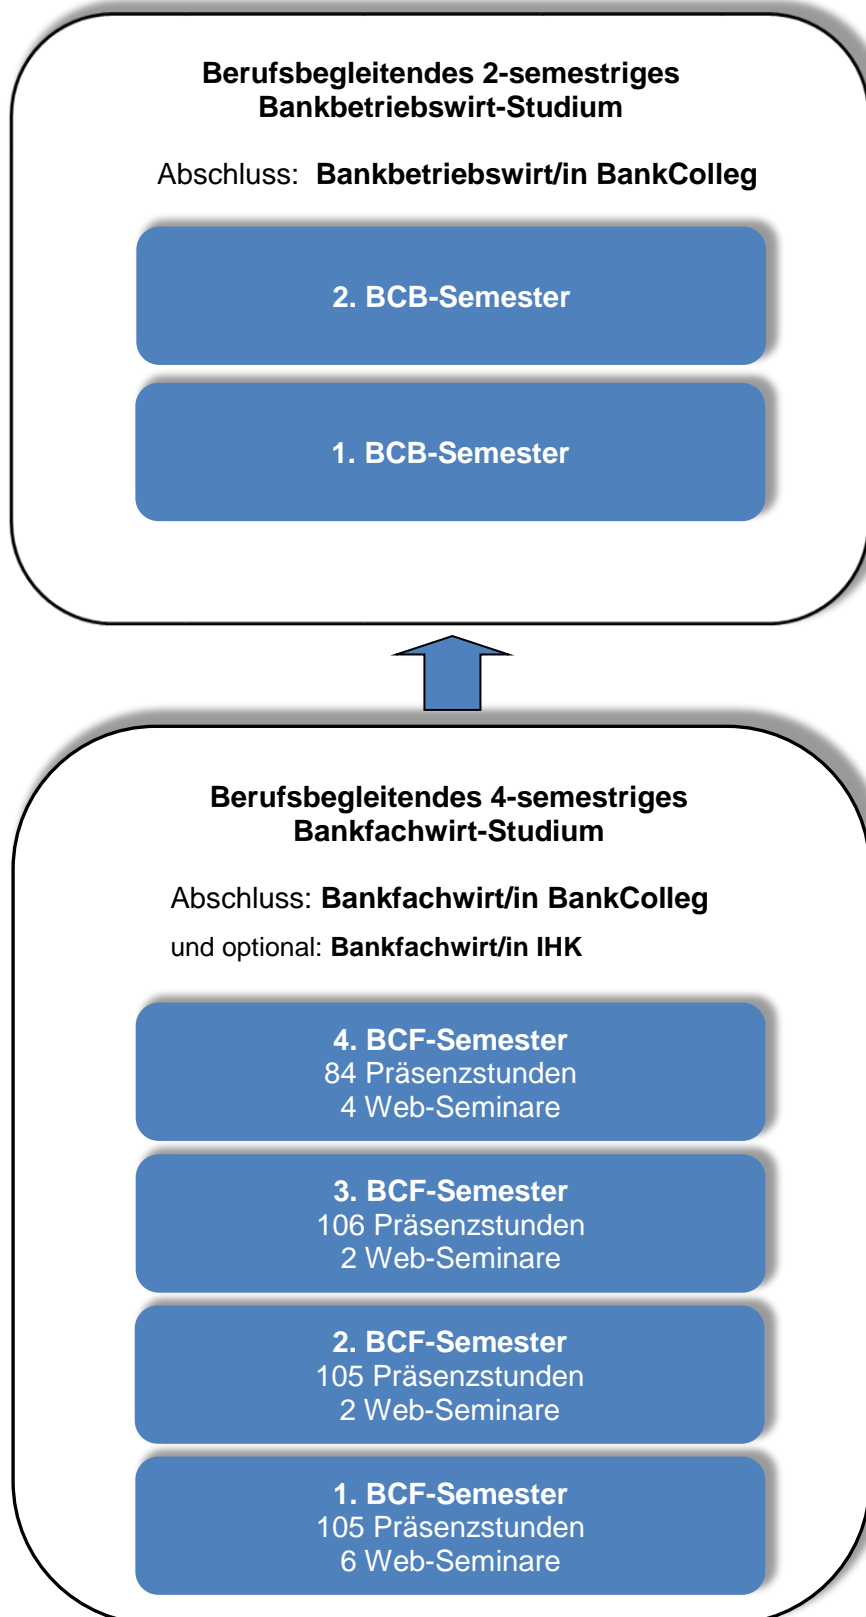 Berufsbegleitendes 2-semestriges
Bankbetriebswirt-Studium
Abschluss: Bankbetriebswirt/in BankColleg
2. BCB-Semester
1. BCB-Semester
Berufsbegleitendes 4-semestriges
Bankfachwirt-Studium
Abschluss: Bankfachwirt/in BankColleg
und optional: Bankfachwirt/in IHK
4. BCF-Semester
84 Präsenzstunden
4 Web-Seminare
3. BCF-Semester
106 Präsenzstunden
2 Web-Seminare
2. BCF-Semester
105 Präsenzstunden
2 Web-Seminare
1. BCF-Semester
105 Präsenzstunden
6 Web-Seminare